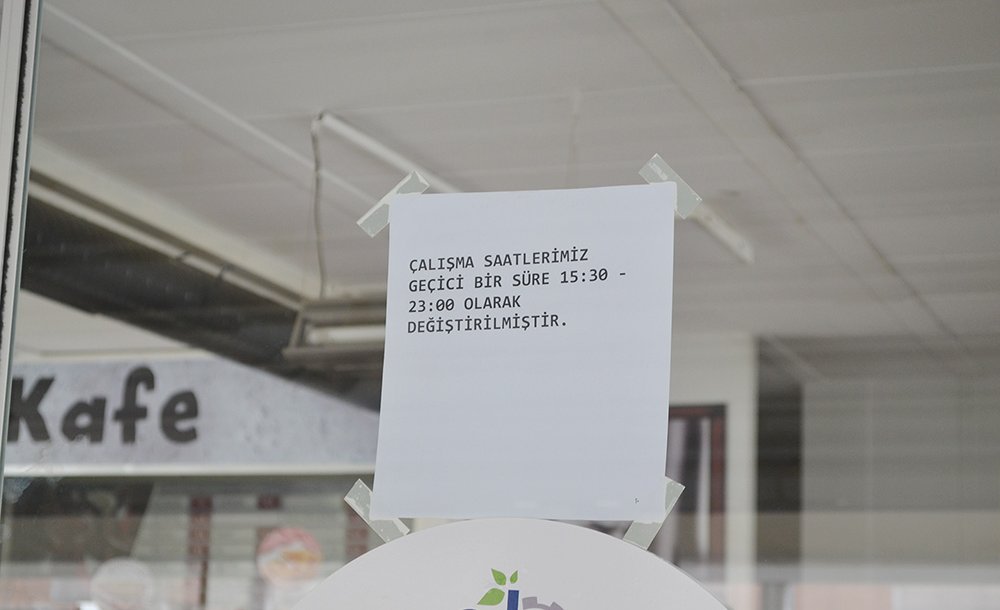 ÇALIŞMA SAATLERİMİZ
GEÇİCİ BİR SÜRE 15:30 -
23:00 OLARAK
DEĞİŞTİRİLMİŞTİR.
Kafe